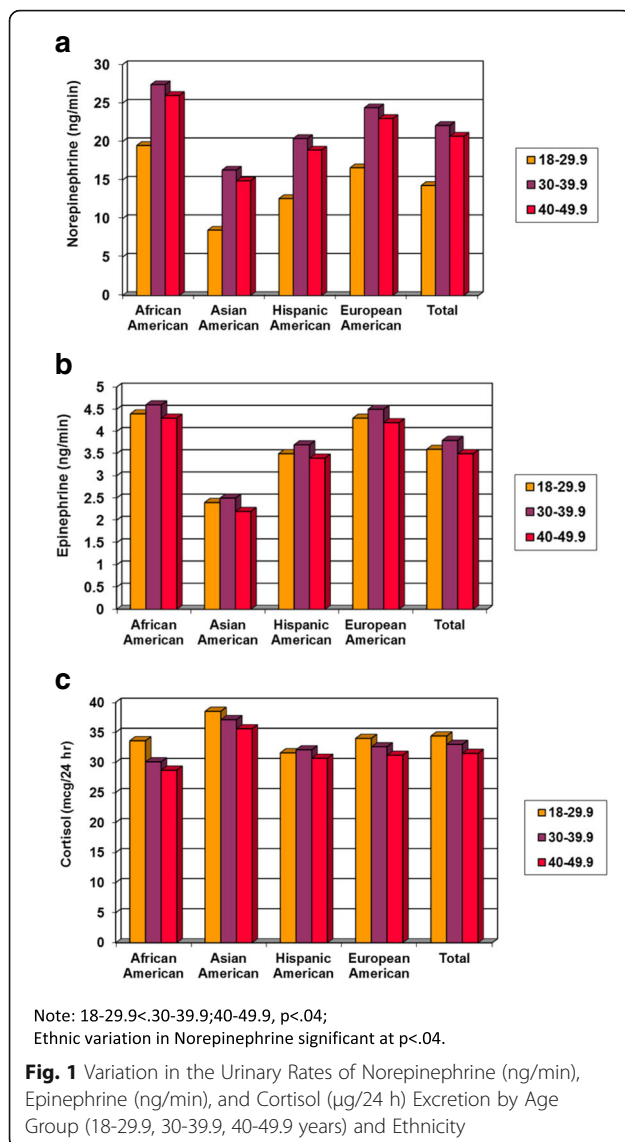 a
Norepinephrine (ng/min)
30
25
20
15
10
5
0
African American
Asian American
Hispanic American
European American
Total
18-29.9
30-39.9
40-49.9
b
Epinephrine (ng/min)
5
4.5
4
3.5
3
2.5
2
1.5
1
0.5
0
African American
Asian American
Hispanic American
European American
Total
18-29.9
30-39.9
40-49.9
c
Cortisol (mcg/24 hr)
40
35
30
25
20
15
10
5
0
African American
Asian American
Hispanic American
European American
Total
18-29.9
30-39.9
40-49.9
Note: 18-29.9<.30-39.9;40-49.9, p<.04;
Ethnic variation in Norepinephrine significant at p<.04.
Fig. 1 Variation in the Urinary Rates of Norepinephrine (ng/min),
Epinephrine (ng/min), and Cortisol (μg/24 h) Excretion by Age
Group (18-29.9, 30-39.9, 40-49.9 years) and Ethnicity